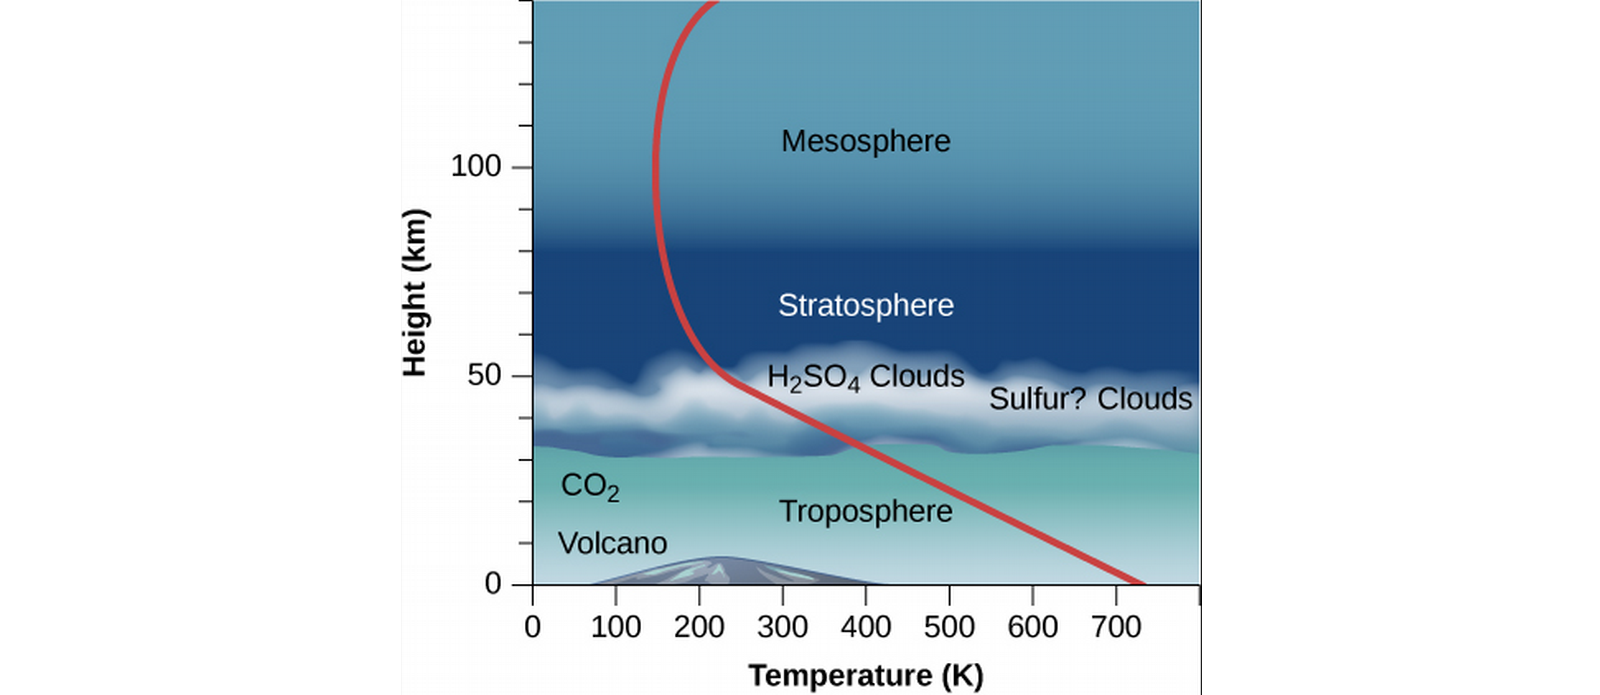 Mesosphere
100
Height (km)
Stratosphere
50
H₂SO₄ Clouds
Sulfur? Clouds
CO₂
Troposphere
Volcano
0
0 100 200 300 400 500 600 700
Temperature (K)